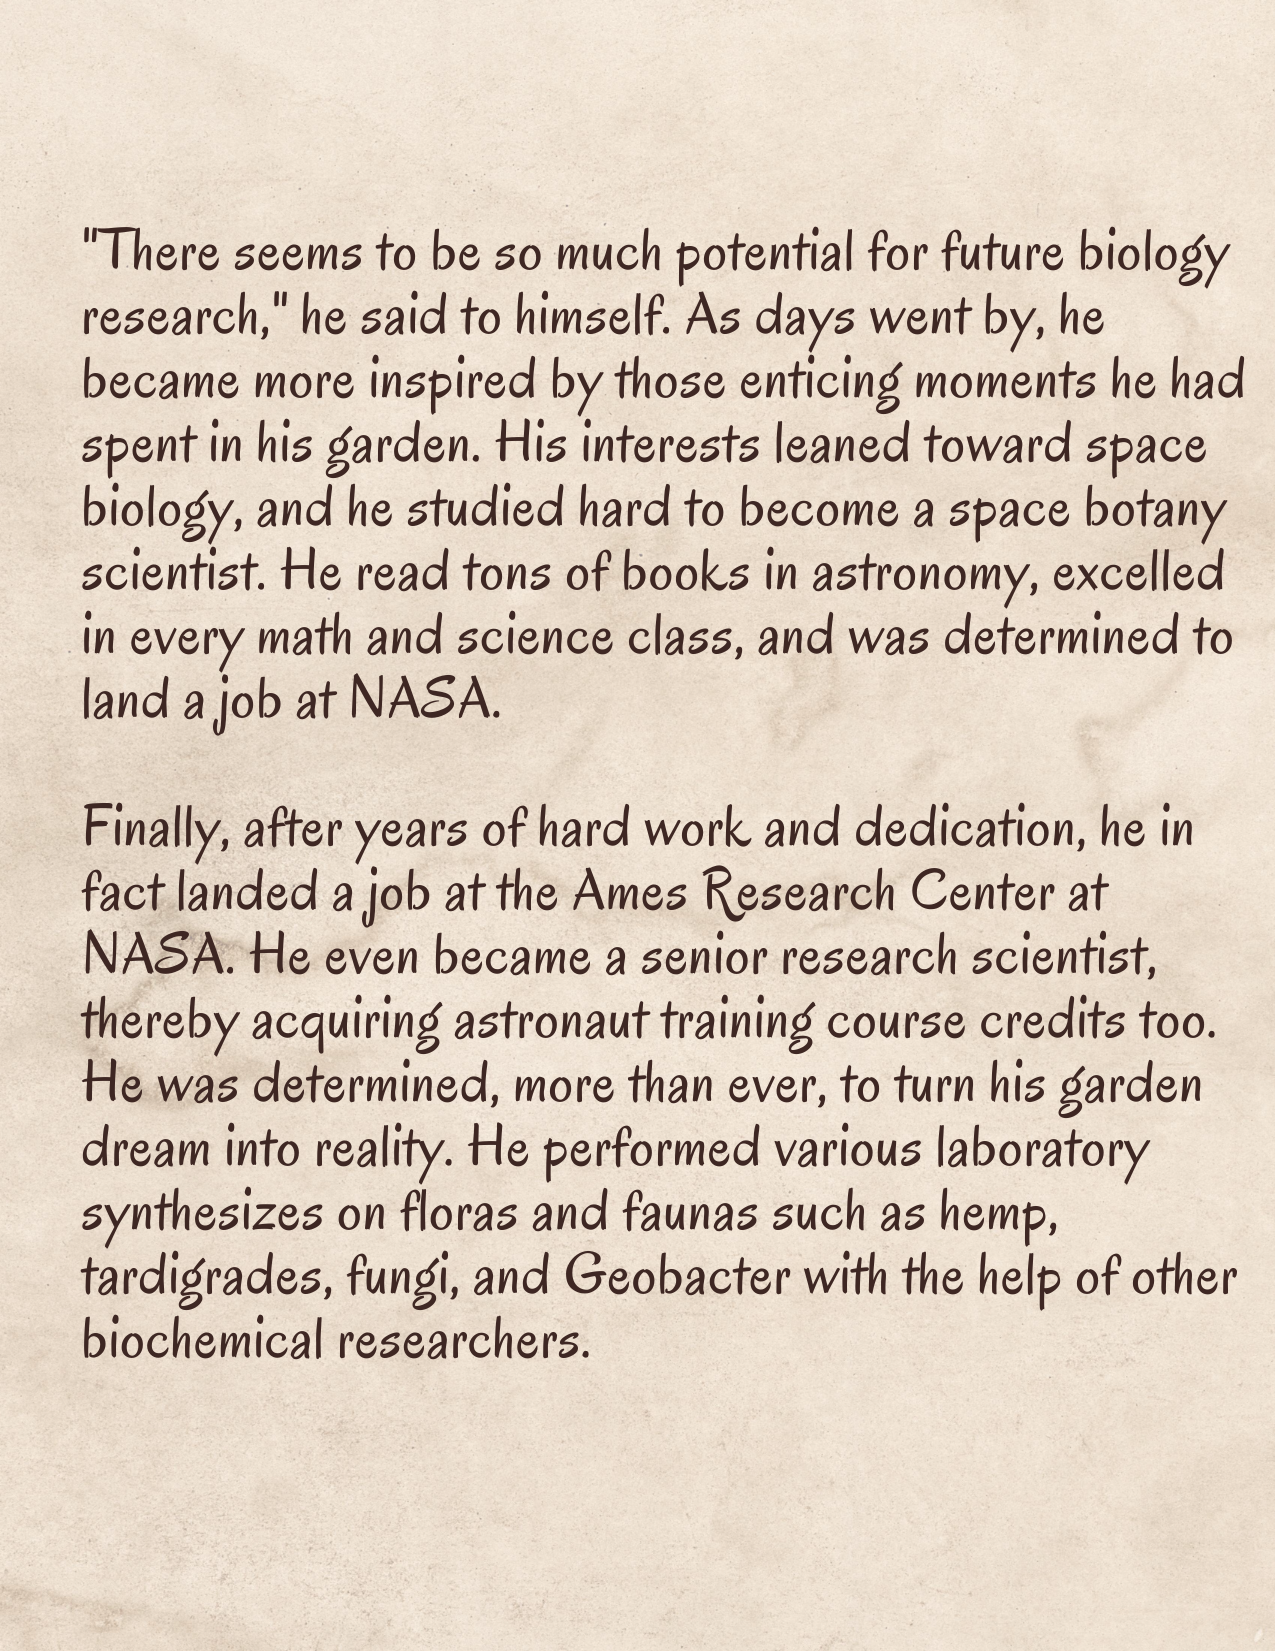 "There seems to be so much potential for future biology
research," he said to himself. As days went by, he
became more inspired by those enticing moments he had
spent in his garden. His interests leaned toward space
biology, and he studied hard to become a space botany
scientist. He read tons of books in astronomy, excelled
in every math and science class, and was determined to
land a job at NASA.
Finally, after years of hard work and dedication, he in
fact landed a job at the Ames Research Center at
NASA. He even became a senior research scientist,
thereby acquiring astronaut training course credits too.
He was determined, more than ever, to turn his garden
dream into reality. He performed various laboratory
synthesizes on floras and faunas such as hemp,
tardigrades, fungi, and Geobacter with the help of other
biochemical researchers.